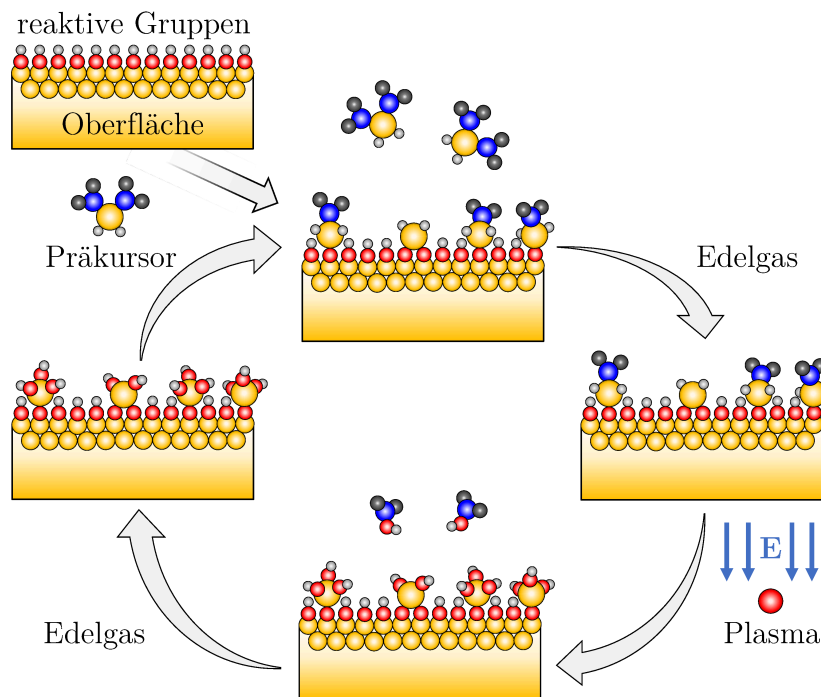 reaktive Gruppen
Oberfläche
Präkursor
Edelgas
E
Plasma
Edelgas